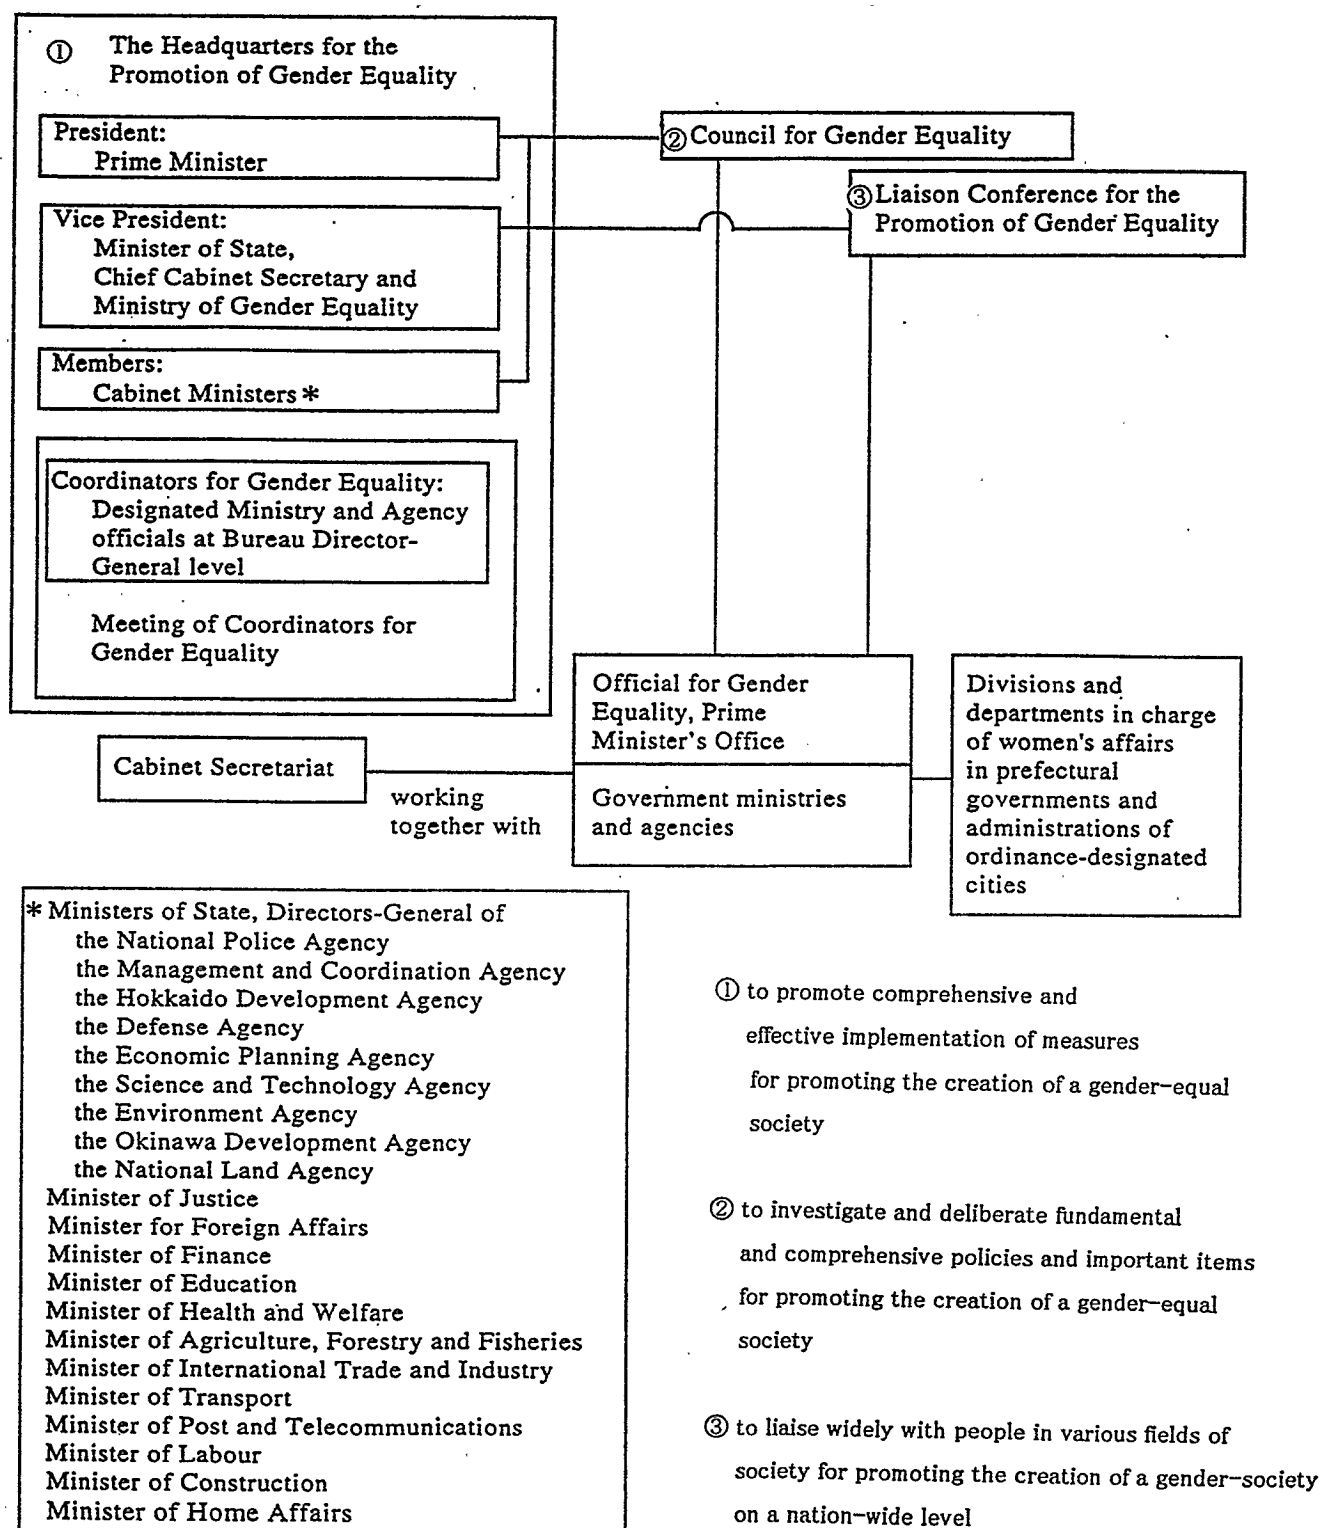 ① The Headquarters for the
Promotion of Gender Equality
President:
Prime Minister
Vice President:
Minister of State,
Chief Cabinet Secretary and
Ministry of Gender Equality
Members:
Cabinet Ministers *
Coordinators for Gender Equality:
Designated Ministry and Agency
officials at Bureau Director-
General level
Meeting of Coordinators for
Gender Equality
② Council for Gender Equality
③ Liaison Conference for the
Promotion of Gender Equality
Official for Gender
Equality, Prime
Minister's Office
Government ministries
and agencies
Divisions and
departments in charge
of women's affairs
in prefectural
governments and
administrations of
ordinance-designated
cities
Cabinet Secretariat
working
together with
* Ministers of State, Directors-General of
the National Police Agency
the Management and Coordination Agency
the Hokkaido Development Agency
the Defense Agency
the Economic Planning Agency
the Science and Technology Agency
the Environment Agency
the Okinawa Development Agency
the National Land Agency
Minister of Justice
Minister for Foreign Affairs
Minister of Finance
Minister of Education
Minister of Health and Welfare
Minister of Agriculture, Forestry and Fisheries
Minister of International Trade and Industry
Minister of Transport
Minister of Post and Telecommunications
Minister of Labour
Minister of Construction
Minister of Home Affairs
① to promote comprehensive and
effective implementation of measures
for promoting the creation of a gender-equal
society
② to investigate and deliberate fundamental
and comprehensive policies and important items
for promoting the creation of a gender-equal
society
③ to liaise widely with people in various fields of
society for promoting the creation of a gender-society
on a nation-wide level